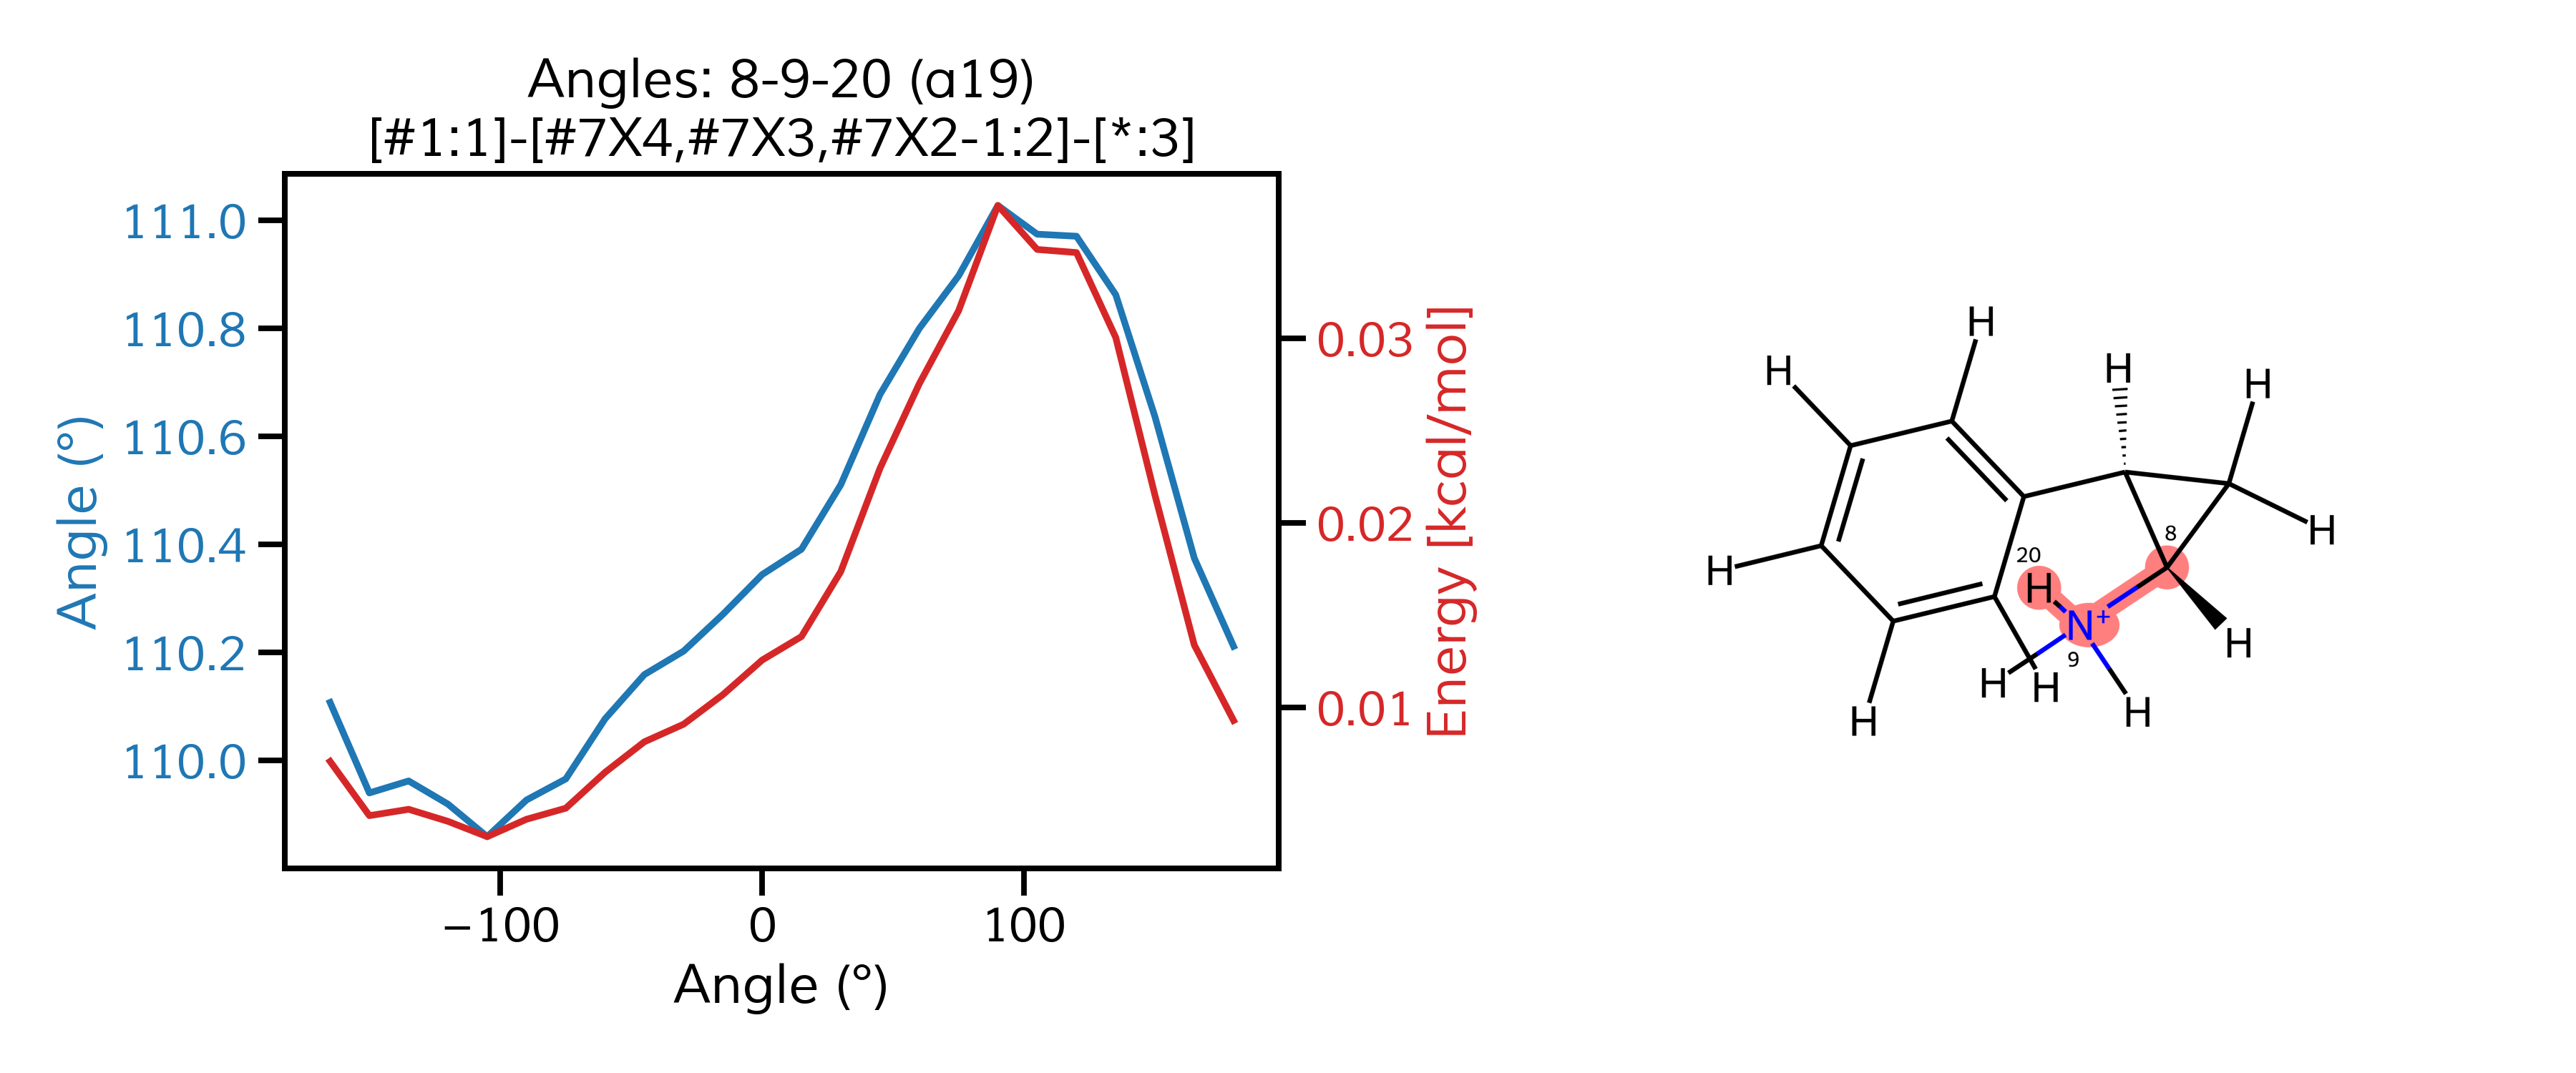 Angles: 8-9-20 (a19)
[#1:1]-[#7X4,#7X3,#7X2-1:2]-[*:3]
Angle (°)
111.0
110.8
110.6
110.4
110.2
110.0
0.03
0.02
0.01
Energy [kcal/mol]
−100
0
100
Angle (°)
H
H
H
H
H
H
8
20
H
N+
9
H
H
H
H
H